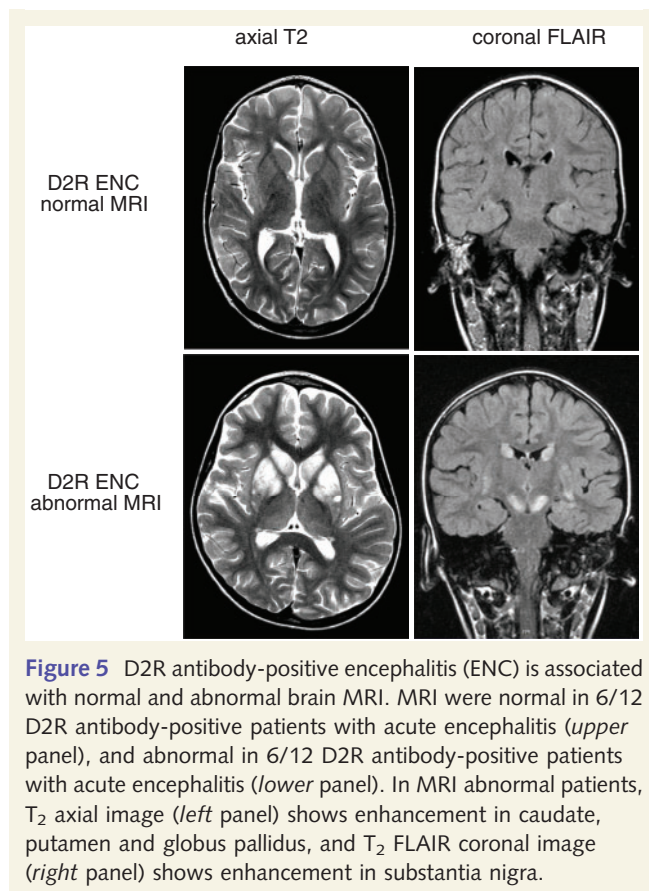 axial T2
coronal FLAIR
D2R ENC
normal MRI
D2R ENC
abnormal MRI
Figure 5 D2R antibody-positive encephalitis (ENC) is associated
with normal and abnormal brain MRI. MRI were normal in 6/12
D2R antibody-positive patients with acute encephalitis (upper
panel), and abnormal in 6/12 D2R antibody-positive patients
with acute encephalitis (lower panel). In MRI abnormal patients,
T₂ axial image (left panel) shows enhancement in caudate,
putamen and globus pallidus, and T₂ FLAIR coronal image
(right panel) shows enhancement in substantia nigra.